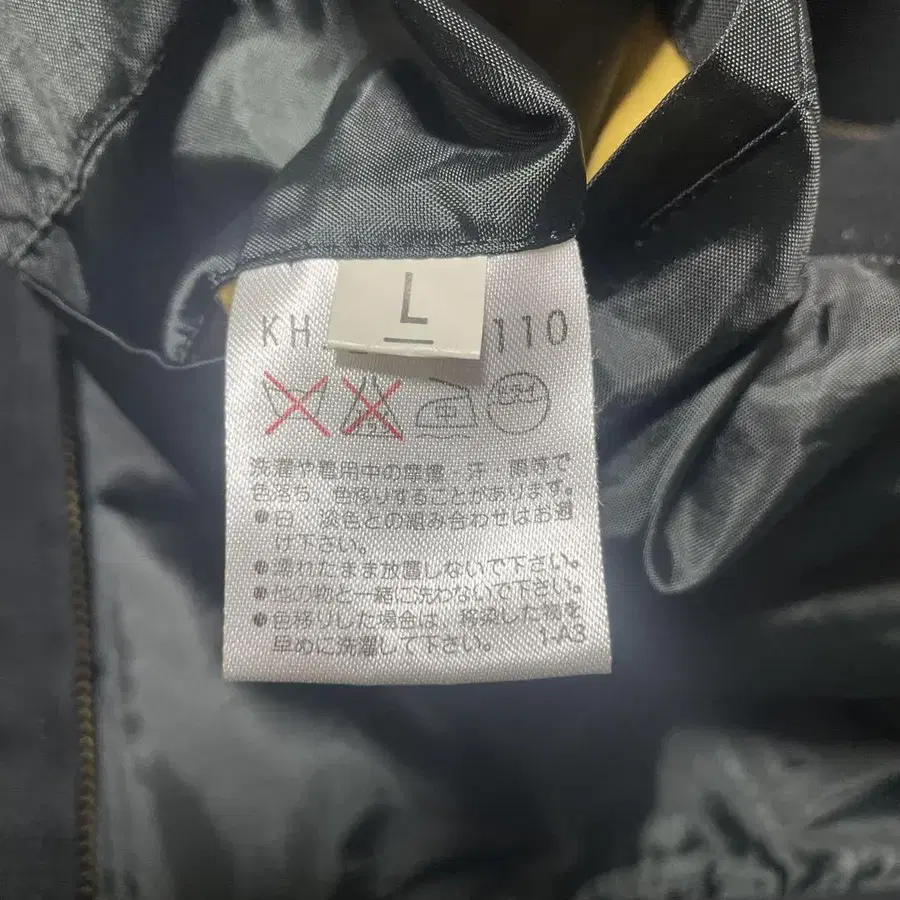 L
KH 110
洗濯や着用中の摩擦・汗・雨等で
色落ち、色移りすることがあります。
●白、淡色との組み合わせはお避
け下さい。
●濡れたまま放置しないで下さい。
●他の物と一緒に洗わないで下さい。
●色移りした場合は、移染した物を
早めに洗濯して下さい。 1-A3